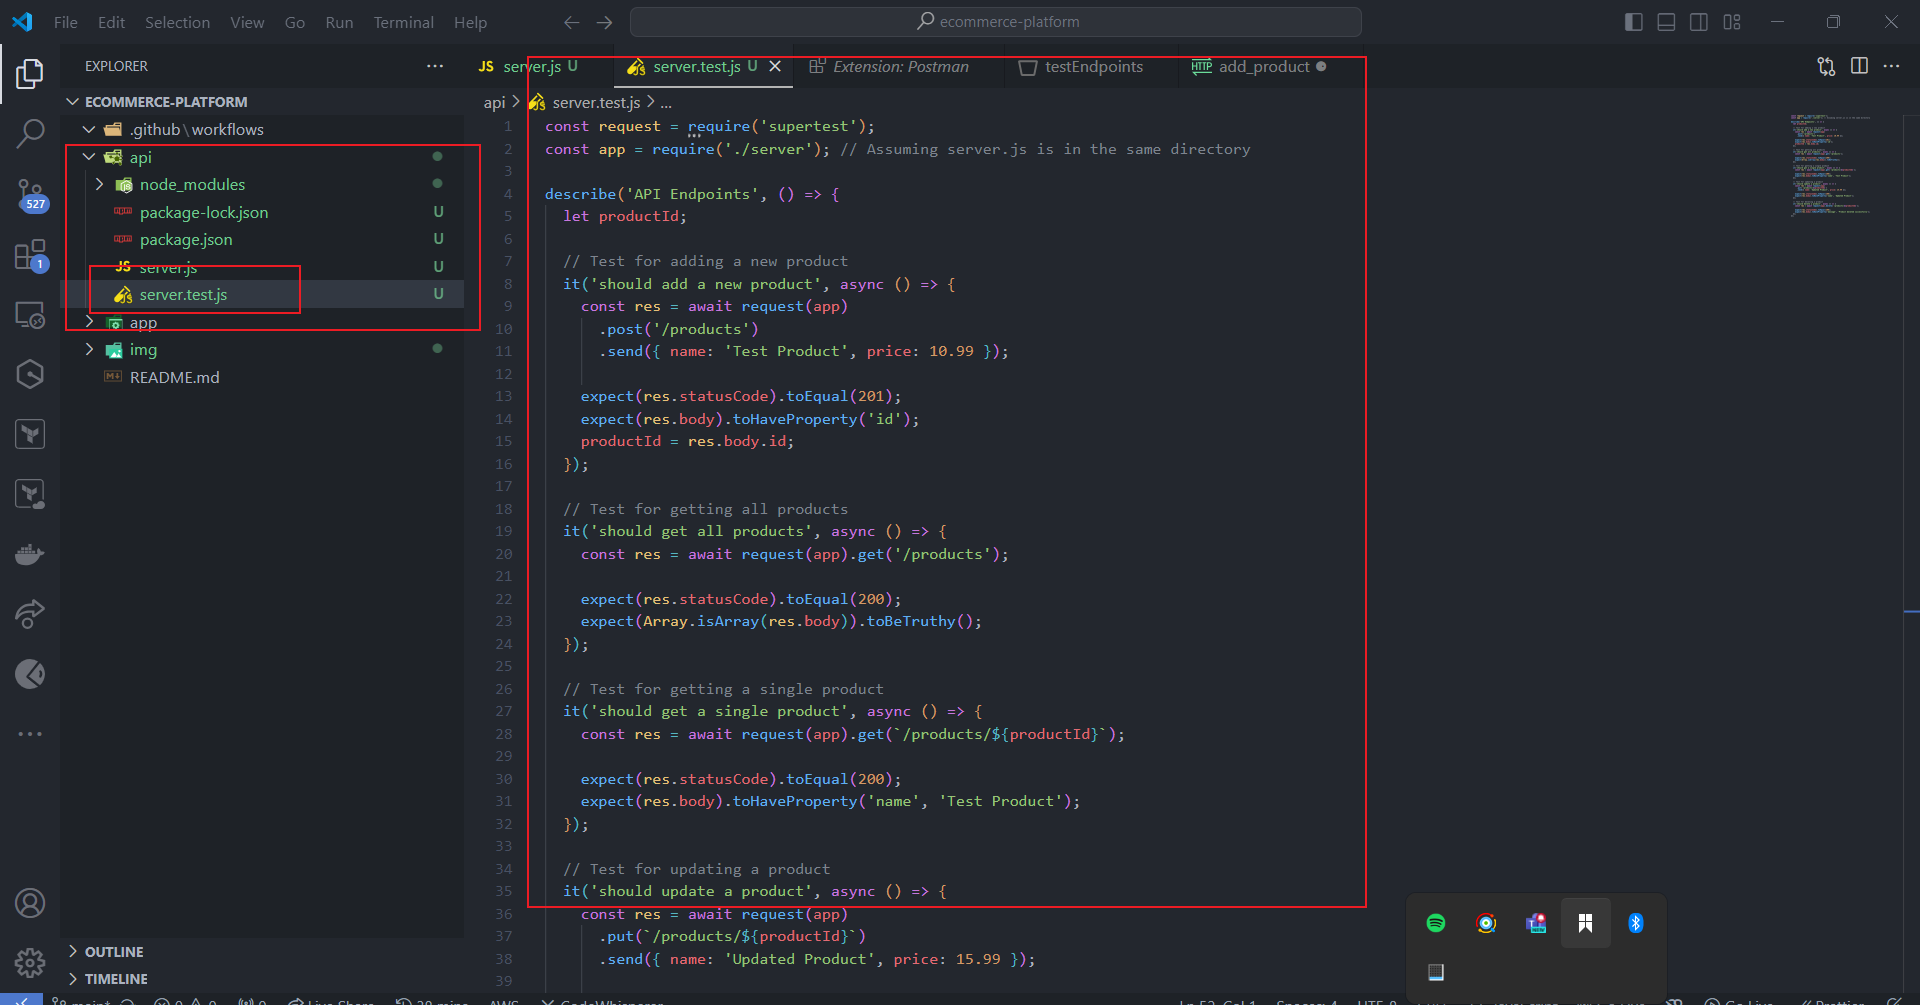 File Edit Selection View Go Run Terminal Help
ecommerce-platform
EXPLORER
ECOMMERCE-PLATFORM
.github\workflows
api
node_modules
package-lock.json U
package.json U
server.js U
server.test.js U
app
img
README.md
527
1
OUTLINE
TIMELINE
JS server.js U
server.test.js U
Extension: Postman
testEndpoints
HTTP add_product
api > server.test.js > ...
1 const request = require('supertest');
2 const app = require('./server'); // Assuming server.js is in the same directory
3
4 describe('API Endpoints', () => {
5 let productId;
6
7 // Test for adding a new product
8 it('should add a new product', async () => {
9 const res = await request(app)
10 .post('/products')
11 .send({ name: 'Test Product', price: 10.99 });
12
13 expect(res.statusCode).toEqual(201);
14 expect(res.body).toHaveProperty('id');
15 productId = res.body.id;
16 });
17
18 // Test for getting all products
19 it('should get all products', async () => {
20 const res = await request(app).get('/products');
21
22 expect(res.statusCode).toEqual(200);
23 expect(Array.isArray(res.body)).toBeTruthy();
24 });
25
26 // Test for getting a single product
27 it('should get a single product', async () => {
28 const res = await request(app).get(`/products/${productId}`);
29
30 expect(res.statusCode).toEqual(200);
31 expect(res.body).toHaveProperty('name', 'Test Product');
32 });
33
34 // Test for updating a product
35 it('should update a product', async () => {
36 const res = await request(app)
37 .put(`/products/${productId}`)
38 .send({ name: 'Updated Product', price: 15.99 });
39